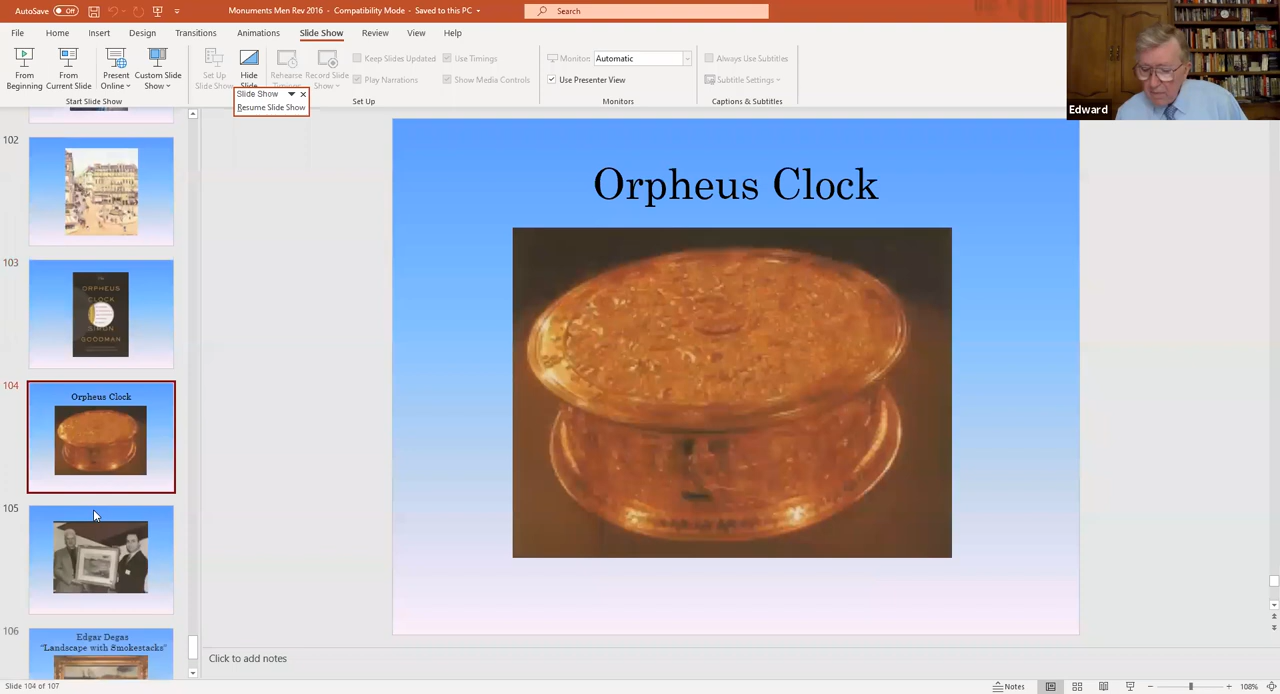 AutoSave Off
Monuments Men Rev 2016 - Compatibility Mode - Saved to this PC
Search
File Home Insert Design Transitions Animations Slide Show Review View Help
From Beginning
From Current Slide
Present Online
Custom Slide Show
Start Slide Show
Set Up Slide Show
Hide Slide
Rehearse
Record Slide Show
Keep Slides Updated
Play Narrations
Use Timings
Show Media Controls
Set Up
Monitor: Automatic
Use Presenter View
Monitors
Always Use Subtitles
Subtitle Settings
Captions & Subtitles
Slide Show
Resume Slide Show
Edward
102
103
THE
ORPHEUS
CLOCK
SIMON
GOODMAN
104
Orpheus Clock
105
106
Edgar Degas
"Landscape with Smokestacks"
Orpheus Clock
Click to add notes
Slide 104 of 107
Notes
108%